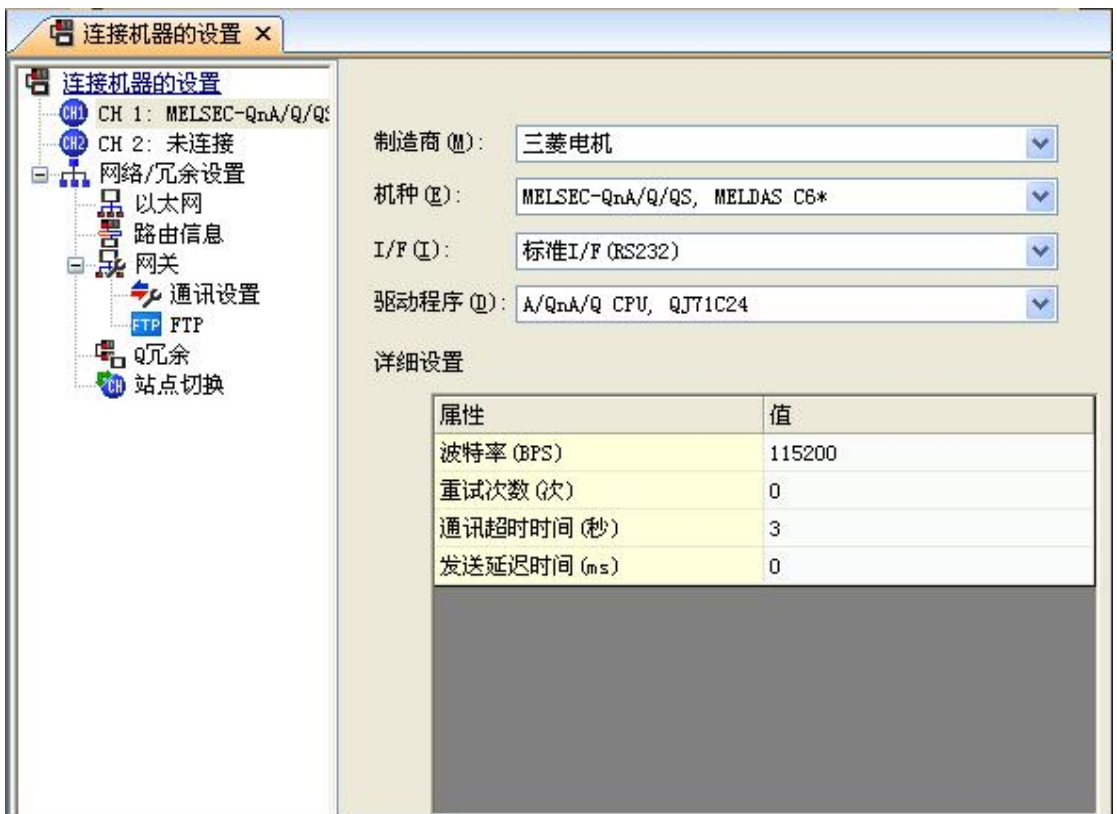 连接机器的设置
连接机器的设置
CH 1: MELSEC-QnA/Q/QS
CH 2: 未连接
网络/冗余设置
以太网
路由信息
网关
通讯设置
FTP FTP
Q冗余
站点切换
制造商(M): 三菱电机
机种(E): MELSEC-QnA/Q/QS, MELDAS C6*
I/F(I): 标准I/F(RS232)
驱动程序(D): A/QnA/Q CPU, QJ71C24
详细设置
属性 值
波特率(BPS) 115200
重试次数(次) 0
通讯超时时间(秒) 3
发送延迟时间(ms) 0